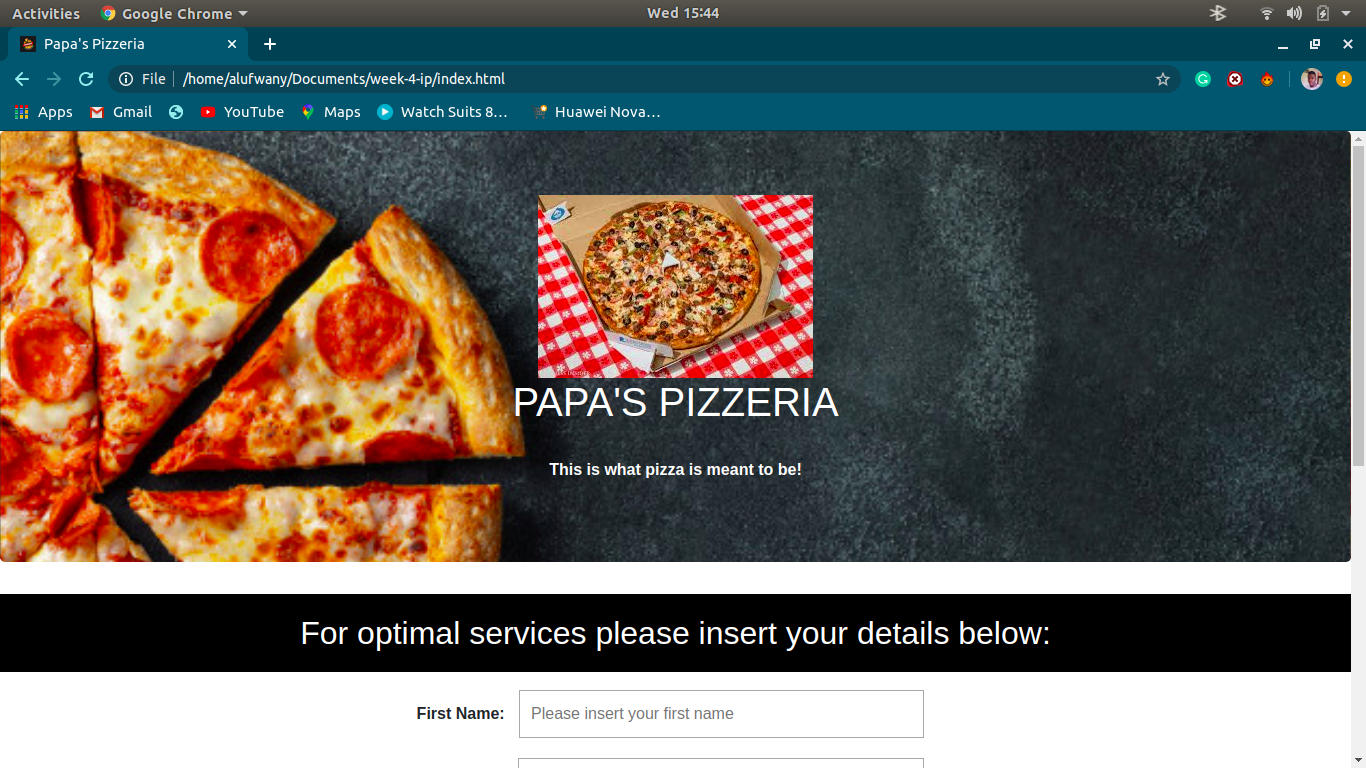 Activities Google Chrome Wed 15:44
Papa's Pizzeria
File /home/alufwany/Documents/week-4-ip/index.html
Apps Gmail YouTube Maps Watch Suits 8… Huawei Nova…
PAPA'S PIZZERIA
This is what pizza is meant to be!
For optimal services please insert your details below:
First Name: Please insert your first name